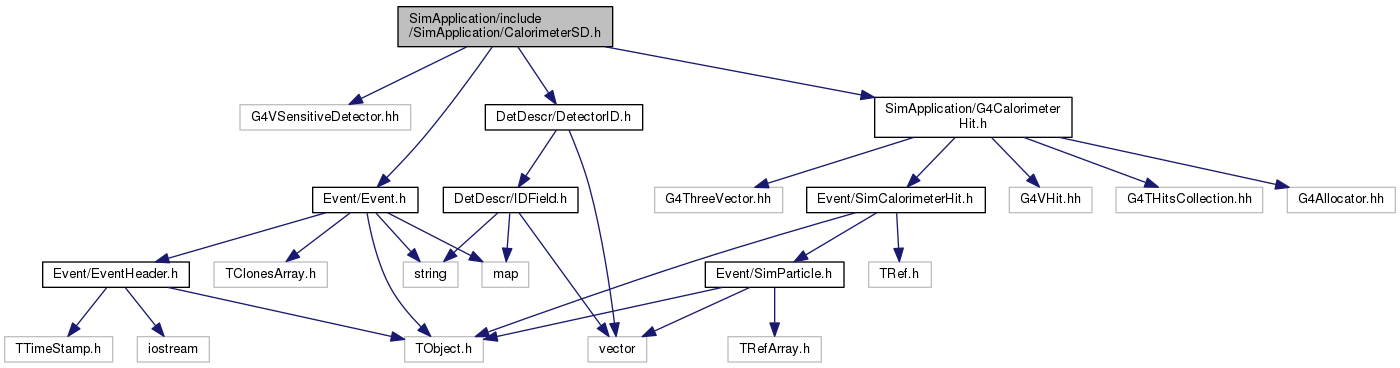 SimApplication/include
/SimApplication/CalorimeterSD.h
G4VSensitiveDetector.hh
DetDescr/DetectorID.h
SimApplication/G4Calorimeter
Hit.h
Event/Event.h
DetDescr/IDField.h
G4ThreeVector.hh
Event/SimCalorimeterHit.h
G4VHit.hh
G4THitsCollection.hh
G4Allocator.hh
Event/EventHeader.h
TClonesArray.h
string
map
Event/SimParticle.h
TRef.h
TTimeStamp.h
iostream
TObject.h
vector
TRefArray.h